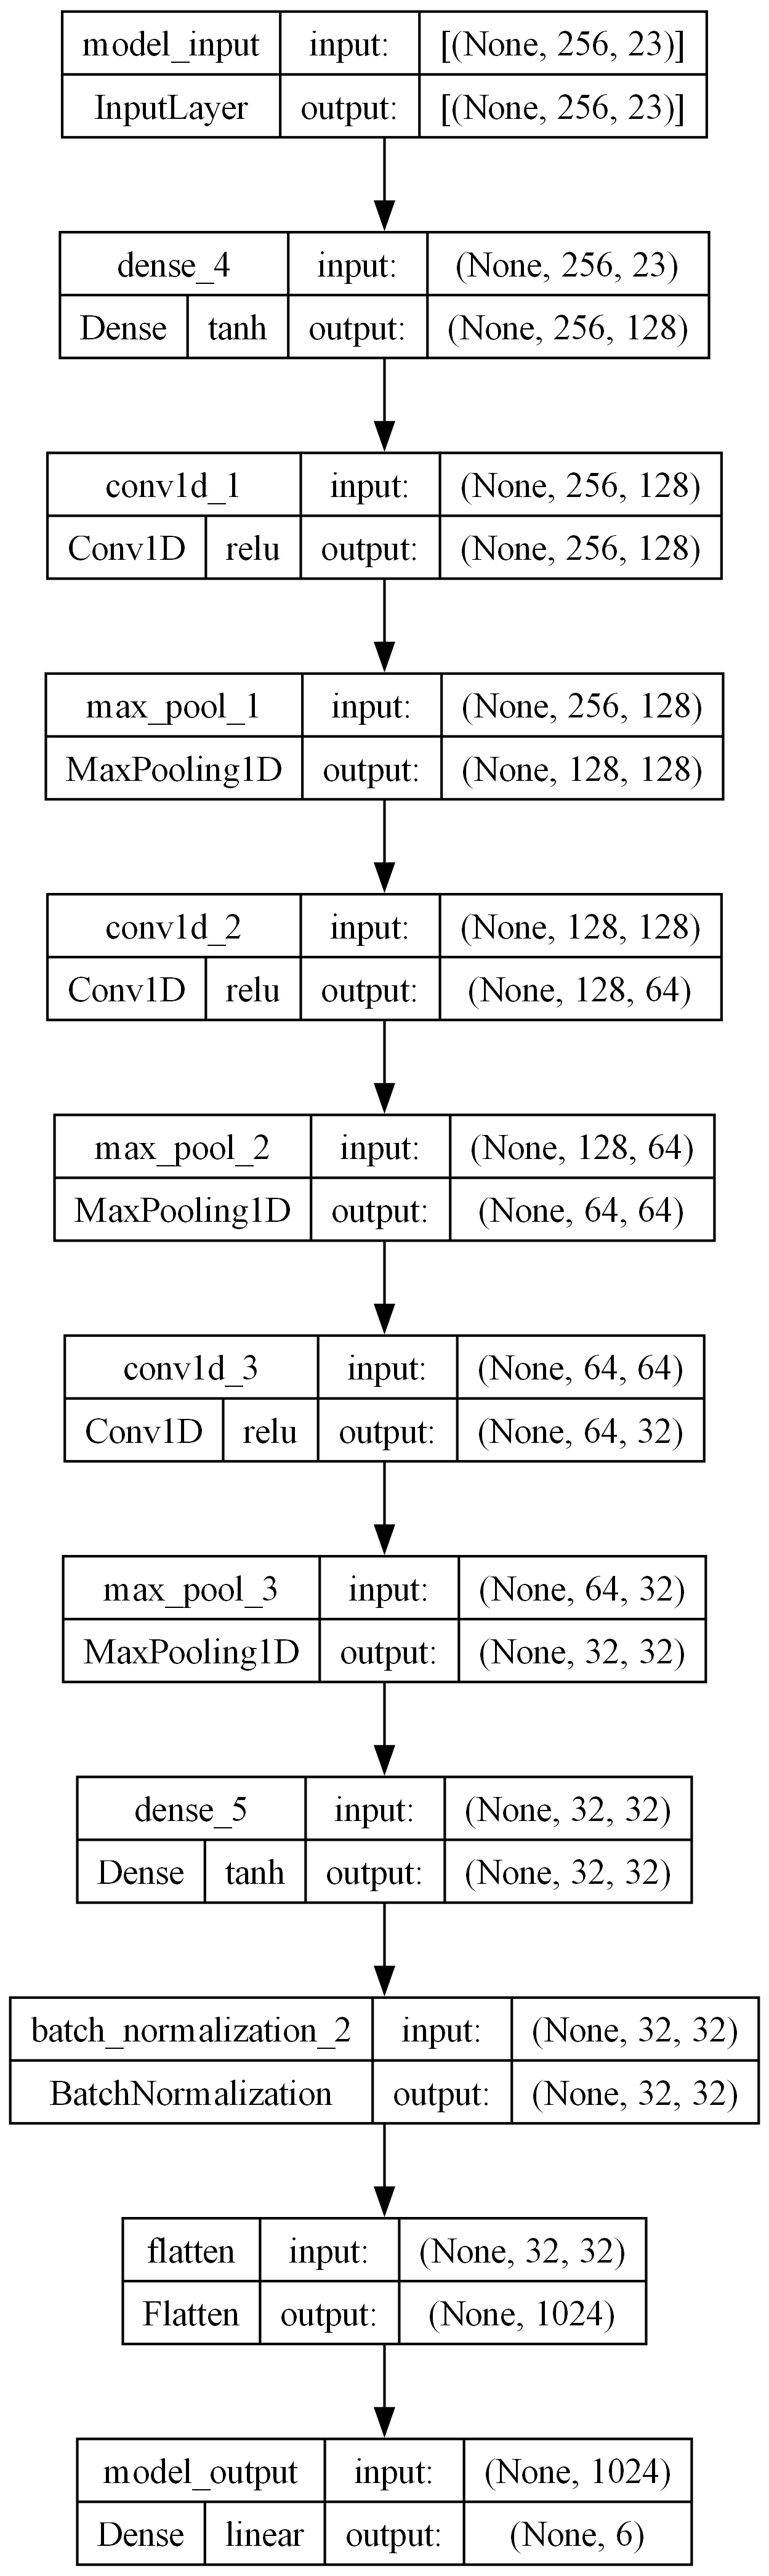 model_input input: [(None, 256, 23)]
InputLayer output: [(None, 256, 23)]
dense_4 input: (None, 256, 23)
Dense tanh output: (None, 256, 128)
conv1d_1 input: (None, 256, 128)
Conv1D relu output: (None, 256, 128)
max_pool_1 input: (None, 256, 128)
MaxPooling1D output: (None, 128, 128)
conv1d_2 input: (None, 128, 128)
Conv1D relu output: (None, 128, 64)
max_pool_2 input: (None, 128, 64)
MaxPooling1D output: (None, 64, 64)
conv1d_3 input: (None, 64, 64)
Conv1D relu output: (None, 64, 32)
max_pool_3 input: (None, 64, 32)
MaxPooling1D output: (None, 32, 32)
dense_5 input: (None, 32, 32)
Dense tanh output: (None, 32, 32)
batch_normalization_2 input: (None, 32, 32)
BatchNormalization output: (None, 32, 32)
flatten input: (None, 32, 32)
Flatten output: (None, 1024)
model_output input: (None, 1024)
Dense linear output: (None, 6)